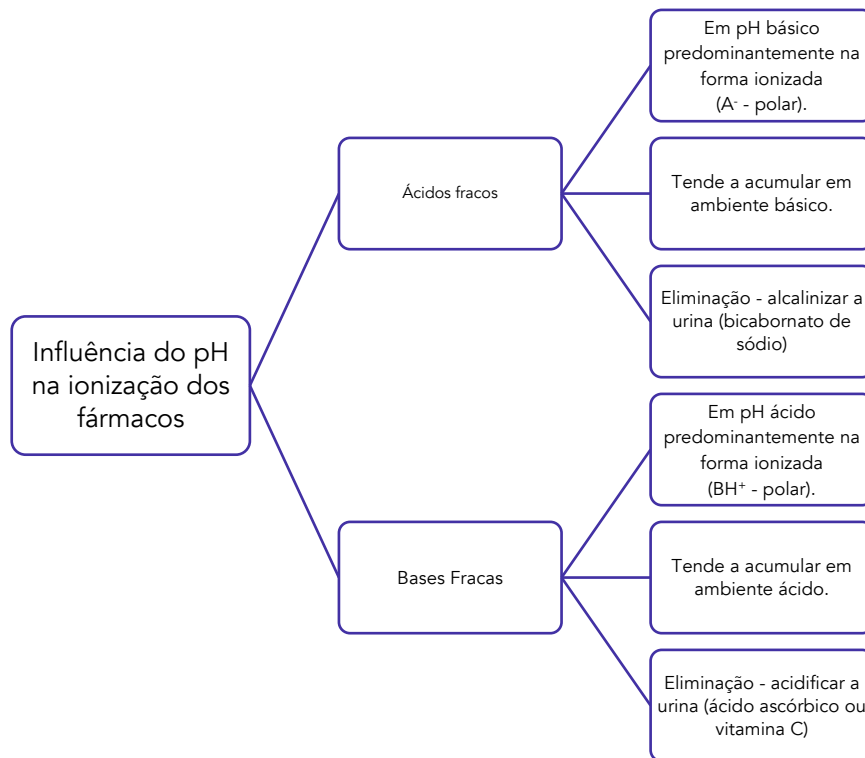 Influência do pH
na ionização dos
fármacos
Ácidos fracos
Em pH básico
predominantemente na
forma ionizada
(A⁻ - polar).
Tende a acumular em
ambiente básico.
Eliminação - alcalinizar a
urina (bicabornato de
sódio)
Bases Fracas
Em pH ácido
predominantemente na
forma ionizada
(BH⁺ - polar).
Tende a acumular em
ambiente ácido.
Eliminação - acidificar a
urina (ácido ascórbico ou
vitamina C)